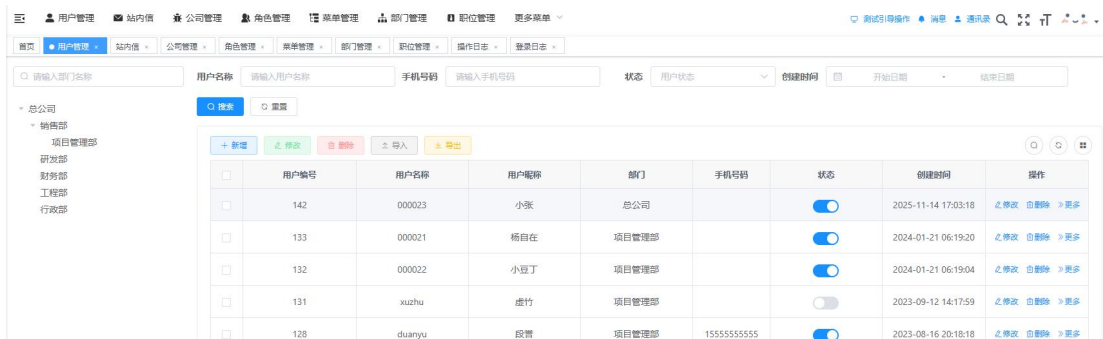 用户管理 站内信 公司管理 角色管理 菜单管理 部门管理 职位管理 更多菜单 测试引导操作 消息 通讯录
首页 用户管理 × 站内信 × 公司管理 × 角色管理 × 菜单管理 × 部门管理 × 职位管理 × 操作日志 × 登录日志 ×
请输入部门名称 用户名称 请输入用户名称 手机号码 请输入手机号码 状态 用户状态 创建时间 开始日期 - 结束日期
搜索 重置
总公司
销售部
项目管理部
研发部
财务部
工程部
行政部
+ 新增 修改 删除 导入 导出
用户编号 用户名称 用户昵称 部门 手机号码 状态 创建时间 操作
142 000023 小张 总公司 2025-11-14 17:03:18 修改 删除 »更多
133 000021 杨自在 项目管理部 2024-01-21 06:19:20 修改 删除 »更多
132 000022 小豆丁 项目管理部 2024-01-21 06:19:04 修改 删除 »更多
131 xuzhu 虚竹 项目管理部 2023-09-12 14:17:59 修改 删除 »更多
128 duanyu 段誉 项目管理部 15555555555 2023-08-16 20:18:18 修改 删除 »更多